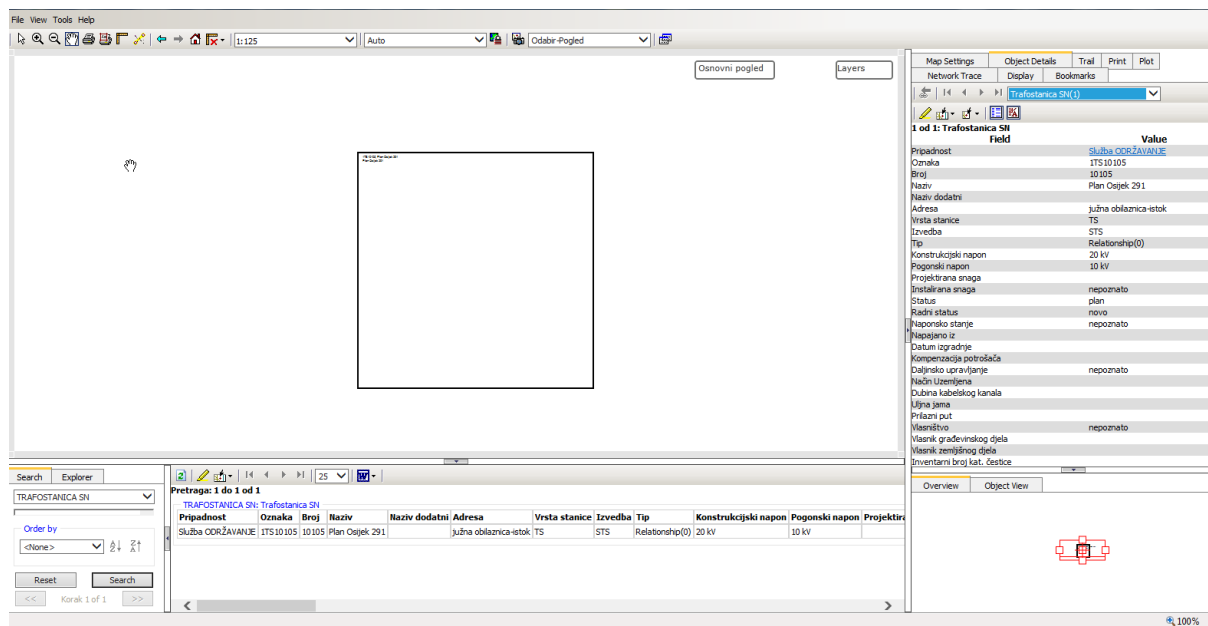 File View Tools Help
1:125 Auto Odabir-Pogled
Osnovni pogled Layers
Map Settings Object Details Trail Print Plot
Network Trace Display Bookmarks
Trafostanica SN(1)
1 od 1: Trafostanica SN
Field Value
Pripadnost Služba ODRŽAVANJE
Oznaka 1TS10105
Broj 10105
Naziv Plan Osijek 291
Naziv dodatni
Adresa južna obilaznica-istok
Vrsta stanice TS
Izvedba STS
Tip Relationship(0)
Konstrukcijski napon 20 kV
Pogonski napon 10 kV
Projektirana snaga
Instalirana snaga nepoznato
Status plan
Radni status novo
Naponsko stanje nepoznato
Napajano iz
Datum izgradnje
Kompenzacija potrošača
Daljinsko upravljanje nepoznato
Način Uzemljena
Dubina kabelskog kanala
Uljna jama
Prilazni put
Vlasništvo nepoznato
Vlasnik građevinskog djela
Vlasnik zemljišnog djela
Inventarni broj kat. čestice
Overview Object View
Search Explorer
TRAFOSTANICA SN
Order by
<None>
Reset Search
<< Korak 1 of 1 >>
25
Pretraga: 1 do 1 od 1
TRAFOSTANICA SN: Trafostanica SN
Pripadnost Oznaka Broj Naziv Naziv dodatni Adresa Vrsta stanice Izvedba Tip Konstrukcijski napon Pogonski napon Projektira
Služba ODRŽAVANJE 1TS10105 10105 Plan Osijek 291 južna obilaznica-istok TS STS Relationship(0) 20 kV 10 kV
100%